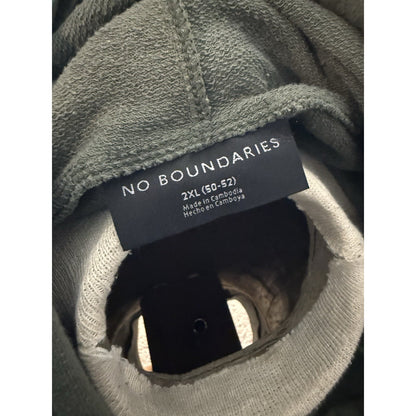 NO BOUNDARIES
2XL (50-52)
Made in Cambodia
Hecho en Camboya